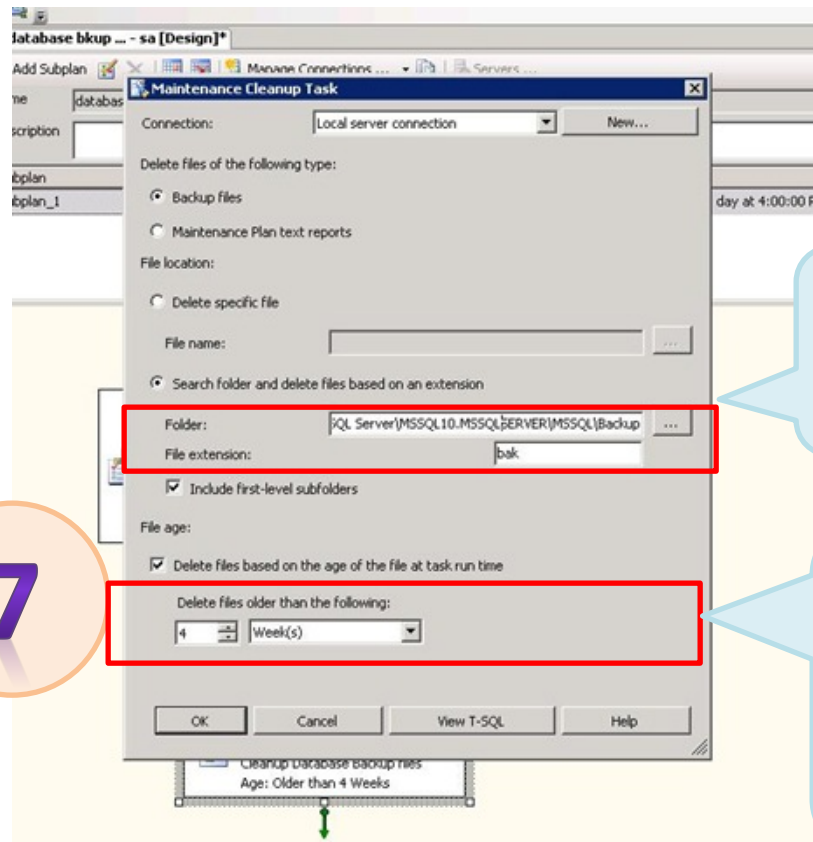 database bkup ... - sa [Design]*
Add Subplan Manage Connections ... Servers ...
Maintenance Cleanup Task
Connection: Local server connection New...
Delete files of the following type:
Backup files
bplan_1 day at 4:00:00 P
Maintenance Plan text reports
File location:
Delete specific file
File name: ...
Search folder and delete files based on an extension
Folder: SQL Server\MSSQL10.MSSQLSERVER\MSSQL\Backup ...
File extension: bak
Include first-level subfolders
File age:
Delete files based on the age of the file at task run time
7
Delete files older than the following:
4 Week(s)
OK Cancel View T-SQL Help
Cleanup Database Backup files
Age: Older than 4 Weeks